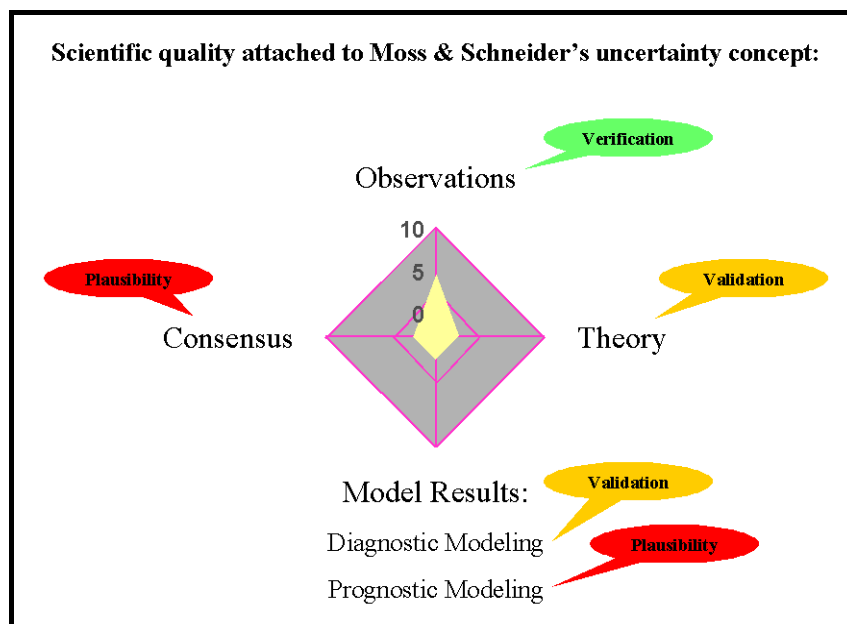 Scientific quality attached to Moss & Schneider's uncertainty concept:
Verification
Observations
10
5
0
Plausibility
Consensus
Validation
Theory
Model Results:
Validation
Diagnostic Modeling
Plausibility
Prognostic Modeling